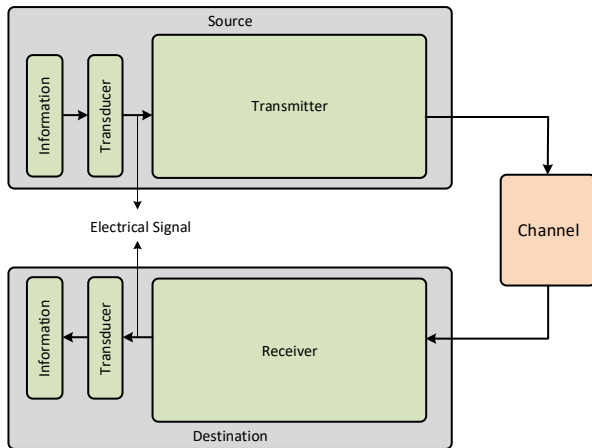 Source
Information
Transducer
Transmitter
Electrical Signal
Channel
Information
Transducer
Receiver
Destination